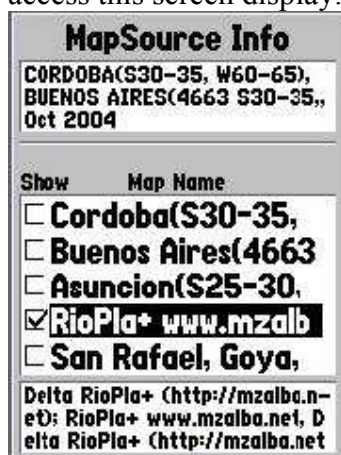 access this screen display.
MapSource Info
CORDOBA(S30-35, W60-65),
BUENOS AIRES(4663 S30-35,,
Oct 2004
Show Map Name
Cordoba(S30-35,
Buenos Aires(4663
Asuncion(S25-30,
RioPla+ www.mzalb
San Rafael, Goya,
Delta RioPla+ (http://mzalba.n-
et); RioPla+ www.mzalba.net, D
elta RioPla+ (http://mzalba.net